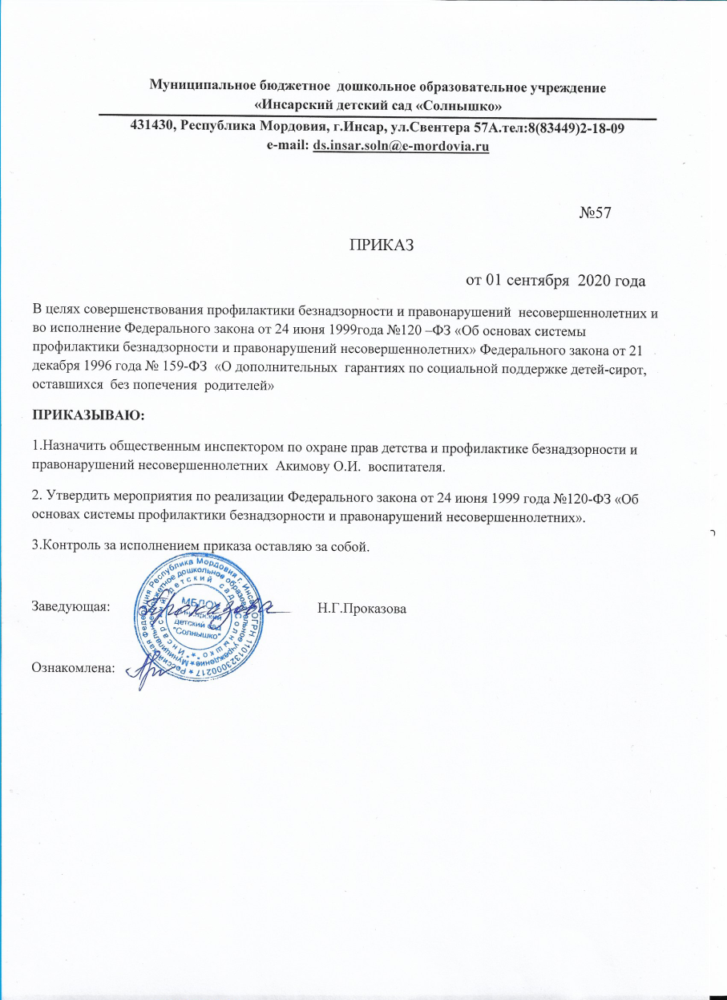 Муниципальное бюджетное дошкольное образовательное учреждение
«Инсарский детский сад «Солнышко»
431430, Республика Мордовия, г.Инсар, ул.Свентера 57А.тел:8(83449)2-18-09
e-mail: ds.insar.soln@e-mordovia.ru
№57
ПРИКАЗ
от 01 сентября 2020 года
В целях совершенствования профилактики безнадзорности и правонарушений несовершеннолетних и
во исполнение Федерального закона от 24 июня 1999года №120 –ФЗ «Об основах системы
профилактики безнадзорности и правонарушений несовершеннолетних» Федерального закона от 21
декабря 1996 года № 159-ФЗ «О дополнительных гарантиях по социальной поддержке детей-сирот,
оставшихся без попечения родителей»
ПРИКАЗЫВАЮ:
1.Назначить общественным инспектором по охране прав детства и профилактике безнадзорности и
правонарушений несовершеннолетних Акимову О.И. воспитателя.
2. Утвердить мероприятия по реализации Федерального закона от 24 июня 1999 года №120-ФЗ «Об
основах системы профилактики безнадзорности и правонарушений несовершеннолетних».
3.Контроль за исполнением приказа оставляю за собой.
Заведующая: Н.Г.Проказова
Ознакомлена:
Российская Федерация Республика Мордовия г. Инсар ОГРН 1101323000217
Муниципальное бюджетное дошкольное образовательное учреждение
"Инсарский детский сад "Солнышко"
МБДОУ
детский сад
"Солнышко"